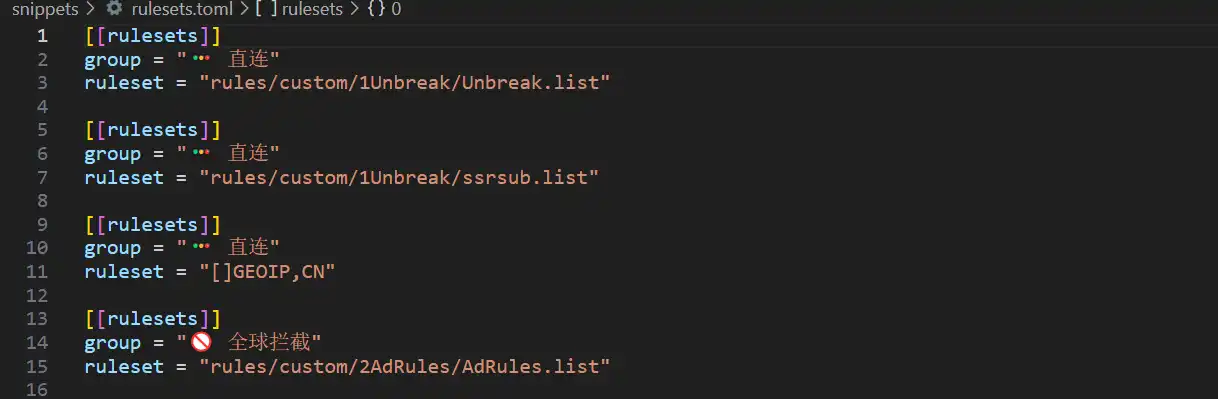 snippets > rulesets.toml > [ ] rulesets > {} 0
1 [[rulesets]]
2 group = "🚥 直连"
3 ruleset = "rules/custom/1Unbreak/Unbreak.list"
4
5 [[rulesets]]
6 group = "🚥 直连"
7 ruleset = "rules/custom/1Unbreak/ssrsub.list"
8
9 [[rulesets]]
10 group = "🚥 直连"
11 ruleset = "[]GEOIP,CN"
12
13 [[rulesets]]
14 group = "🚫 全球拦截"
15 ruleset = "rules/custom/2AdRules/AdRules.list"
16